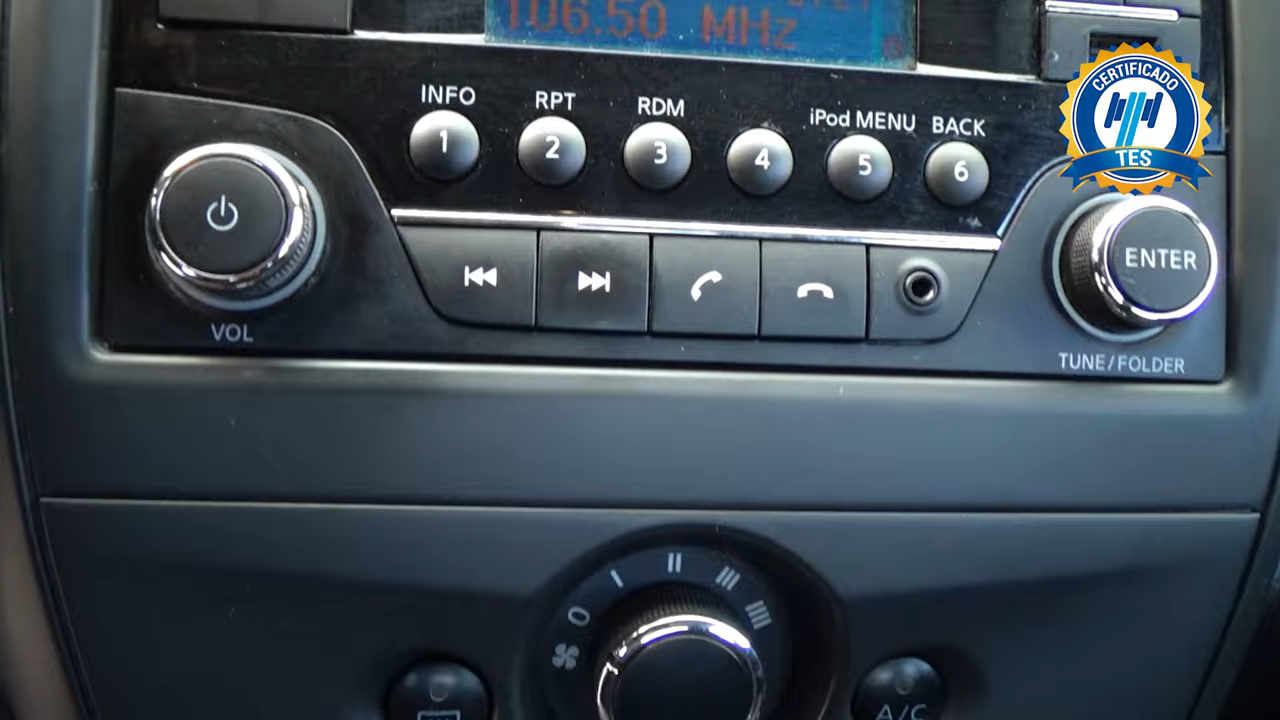 106.50 MHz
INFO
RPT
RDM
iPod MENU
BACK
1
2
3
4
5
6
CERTIFICADO
TES
ENTER
VOL
TUNE/FOLDER
0
I
II
III
IIII
A/C